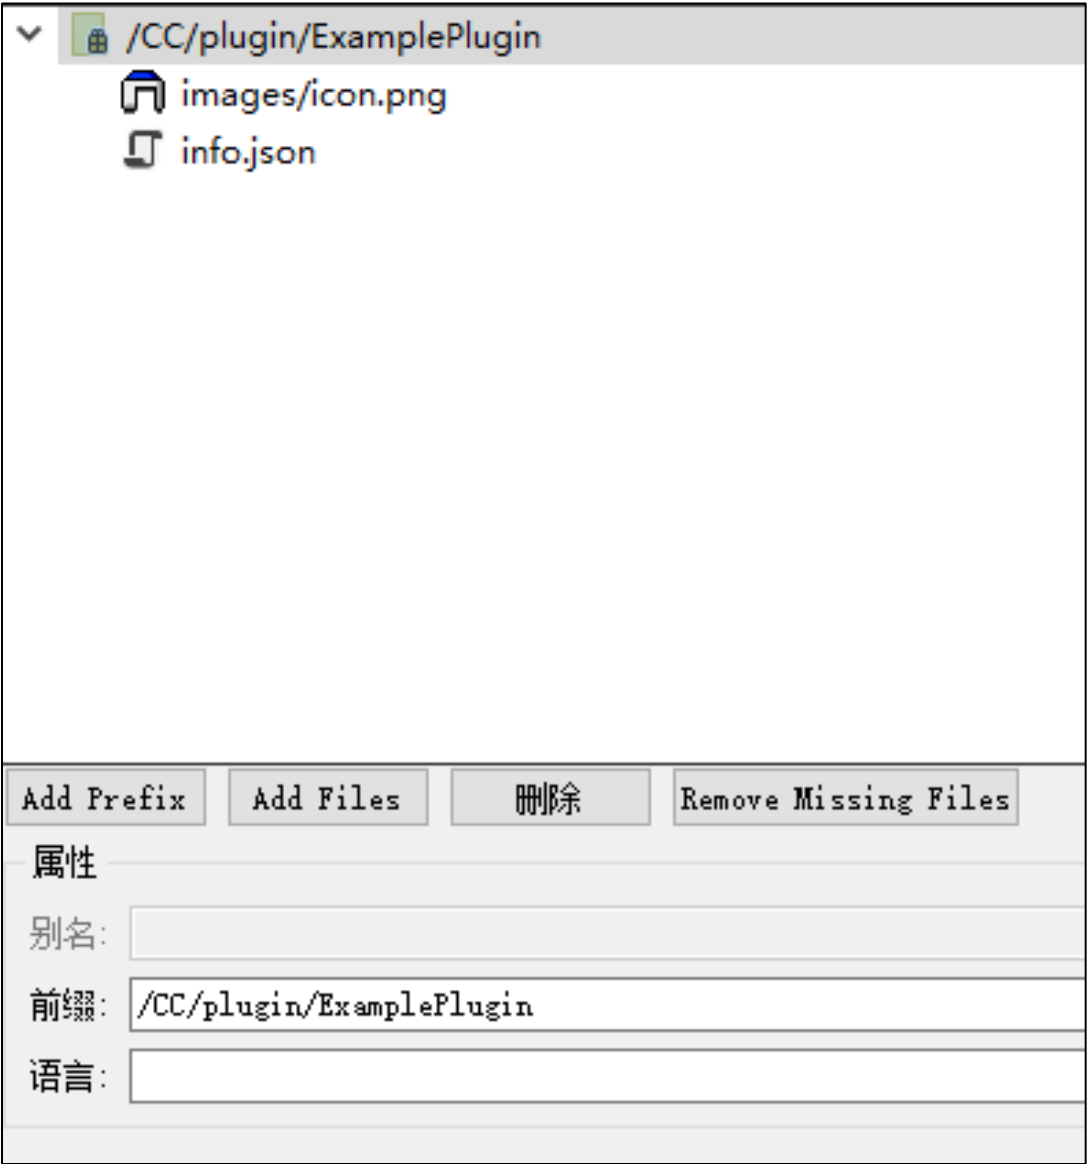 /CC/plugin/ExamplePlugin
images/icon.png
info.json
Add Prefix Add Files 删除 Remove Missing Files
属性
别名:
前缀: /CC/plugin/ExamplePlugin
语言: